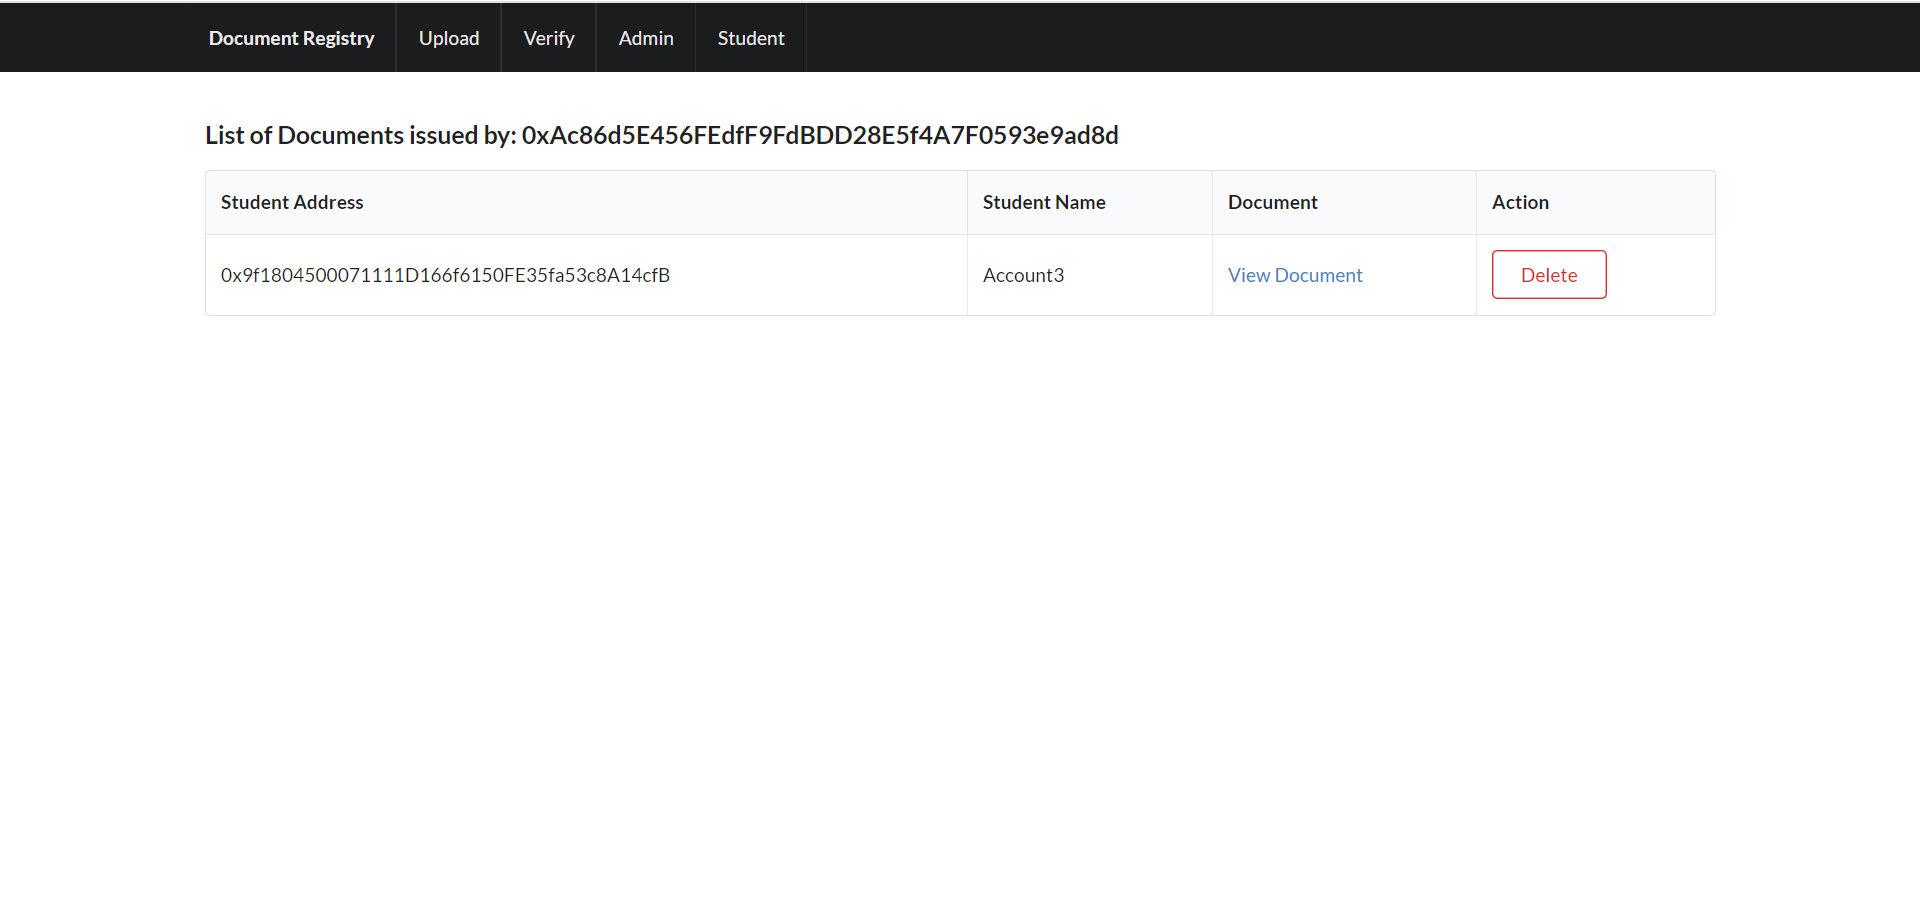 Document Registry Upload Verify Admin Student
List of Documents issued by: 0xAc86d5E456FEdfF9FdBDD28E5f4A7F0593e9ad8d
Student Address Student Name Document Action
0x9f1804500071111D166f6150FE35fa53c8A14cfB Account3 View Document Delete